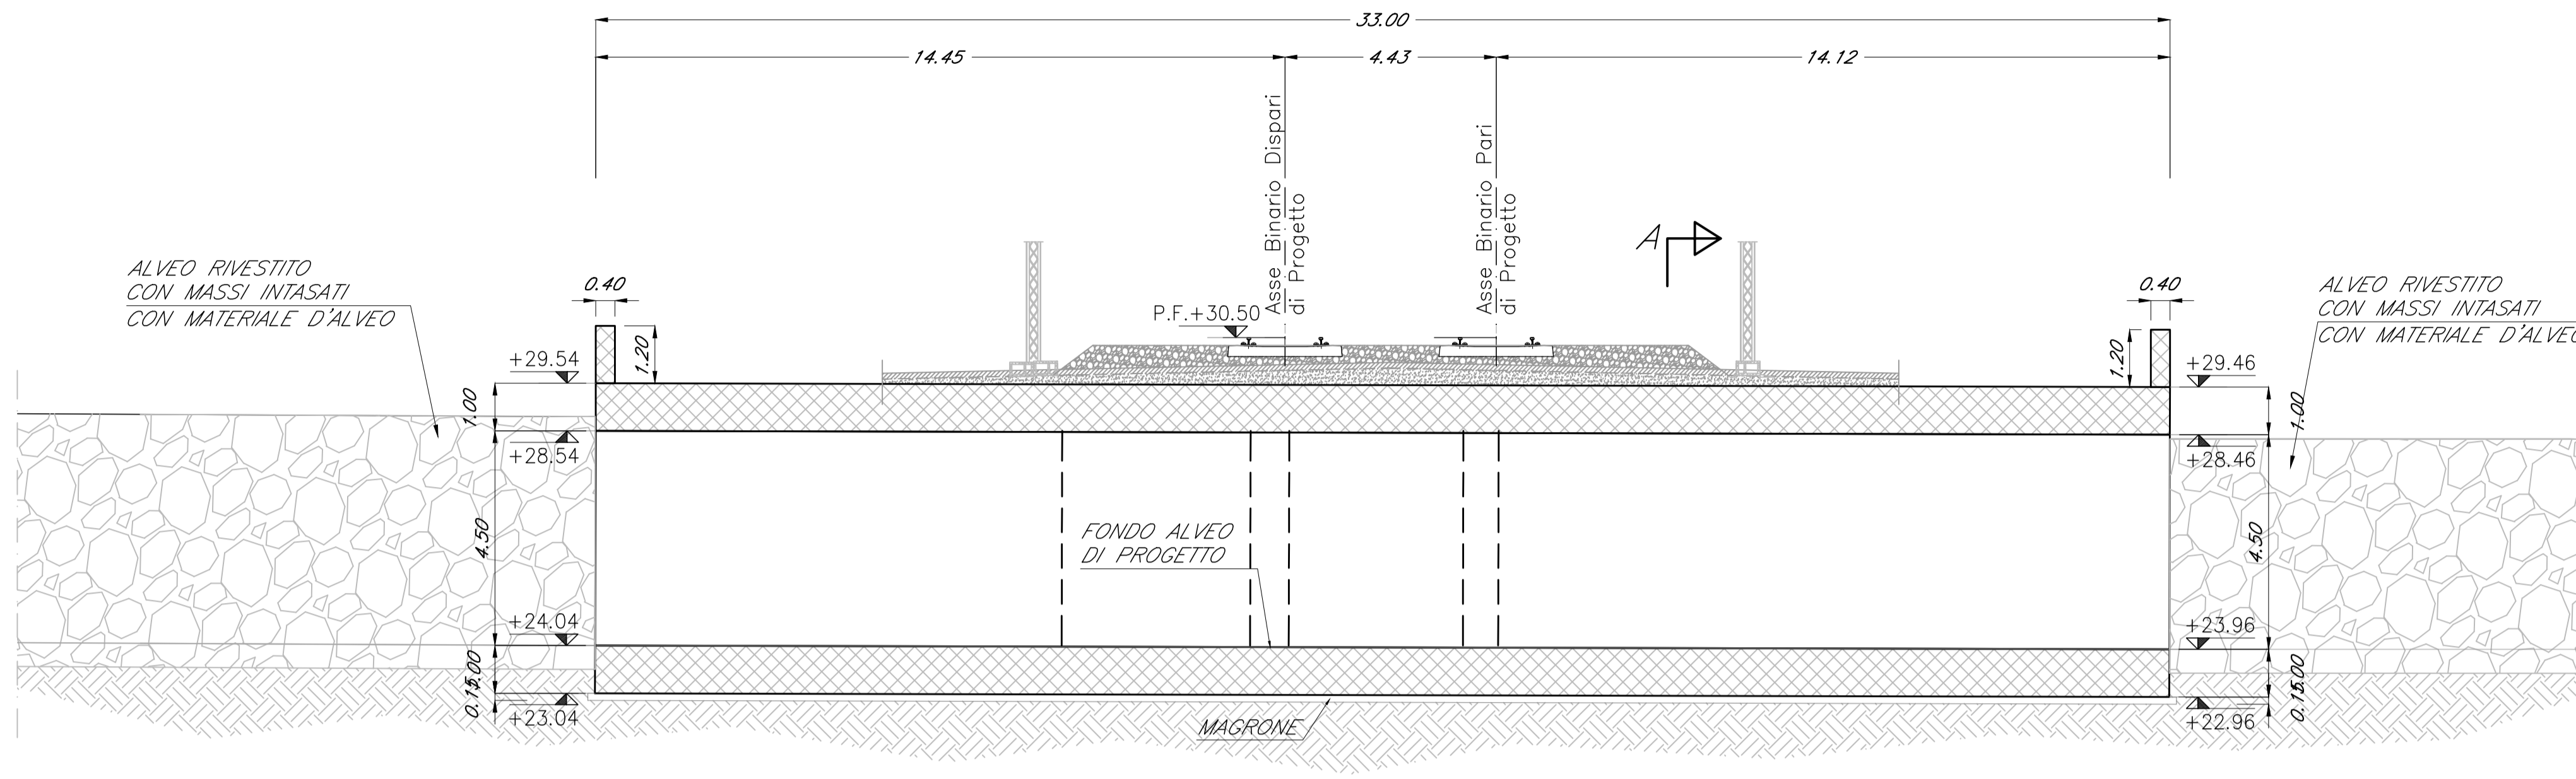 33.00
14.45
4.43
14.12
Asse Binario Dispari
di Progetto
Asse Binario Pari
di Progetto
A
ALVEO RIVESTITO
CON MASSI INTASATI
CON MATERIALE D'ALVEO
0.40
1.20
P.F.+30.50
0.40
1.20
ALVEO RIVESTITO
CON MASSI INTASATI
CON MATERIALE D'ALVEO
+29.54
+29.46
1.00
1.00
+28.54
+28.46
4.50
4.50
FONDO ALVEO
DI PROGETTO
+24.04
+23.96
1.00
0.15
1.00
0.15
+23.04
+22.96
MAGRONE